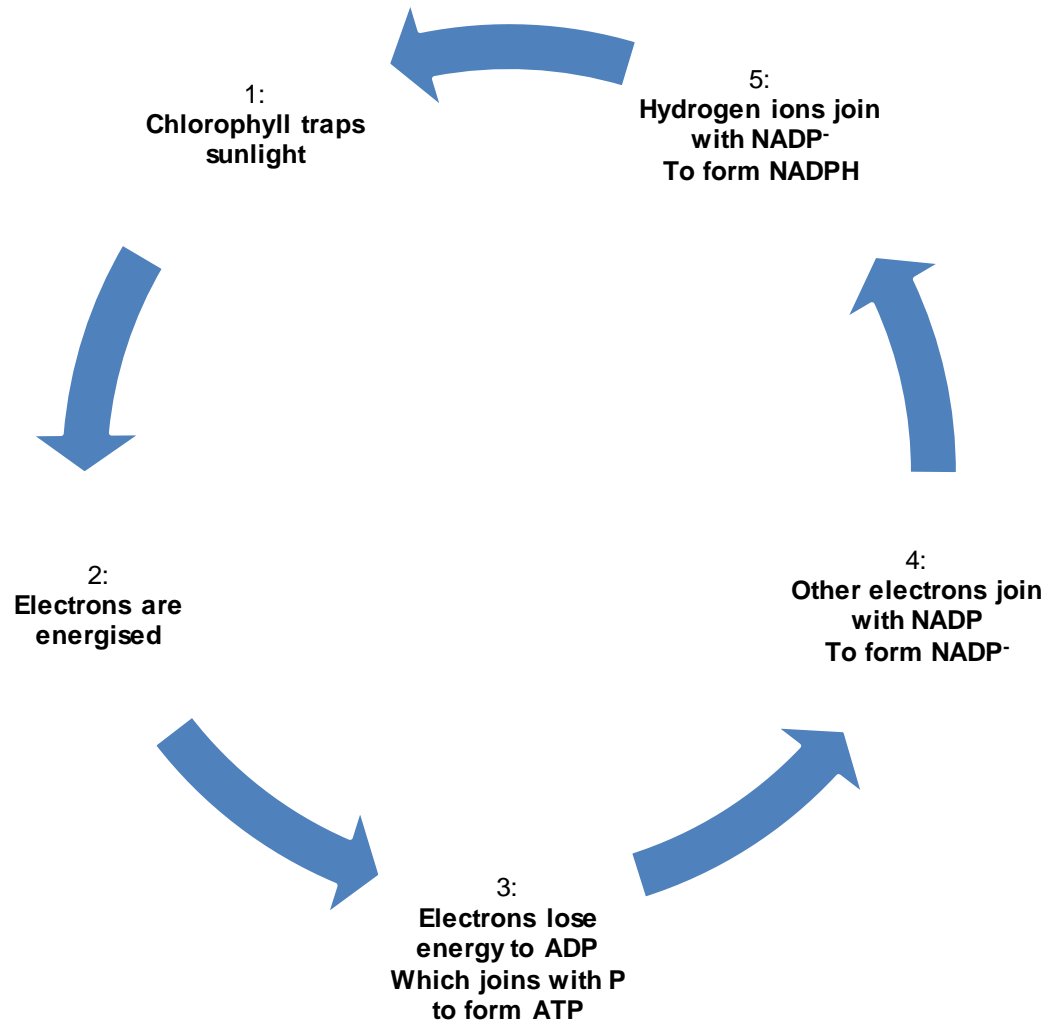 1:
Chlorophyll traps
sunlight
2:
Electrons are
energised
3:
Electrons lose
energy to ADP
Which joins with P
to form ATP
4:
Other electrons join
with NADP
To form NADP⁻
5:
Hydrogen ions join
with NADP⁻
To form NADPH